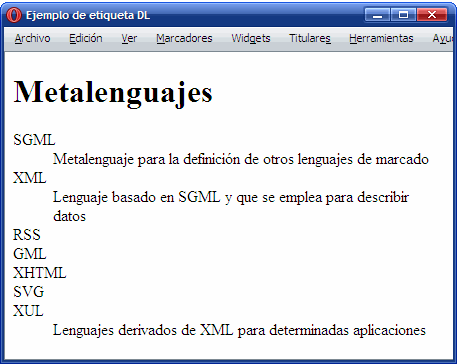 Ejemplo de etiqueta DL
Archivo Edición Ver Marcadores Widgets Titulares Herramientas Ayu
Metalenguajes
SGML
Metalenguaje para la definición de otros lenguajes de marcado
XML
Lenguaje basado en SGML y que se emplea para describir
datos
RSS
GML
XHTML
SVG
XUL
Lenguajes derivados de XML para determinadas aplicaciones